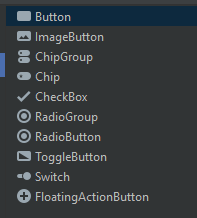 Button
ImageButton
ChipGroup
Chip
CheckBox
RadioGroup
RadioButton
ToggleButton
Switch
FloatingActionButton